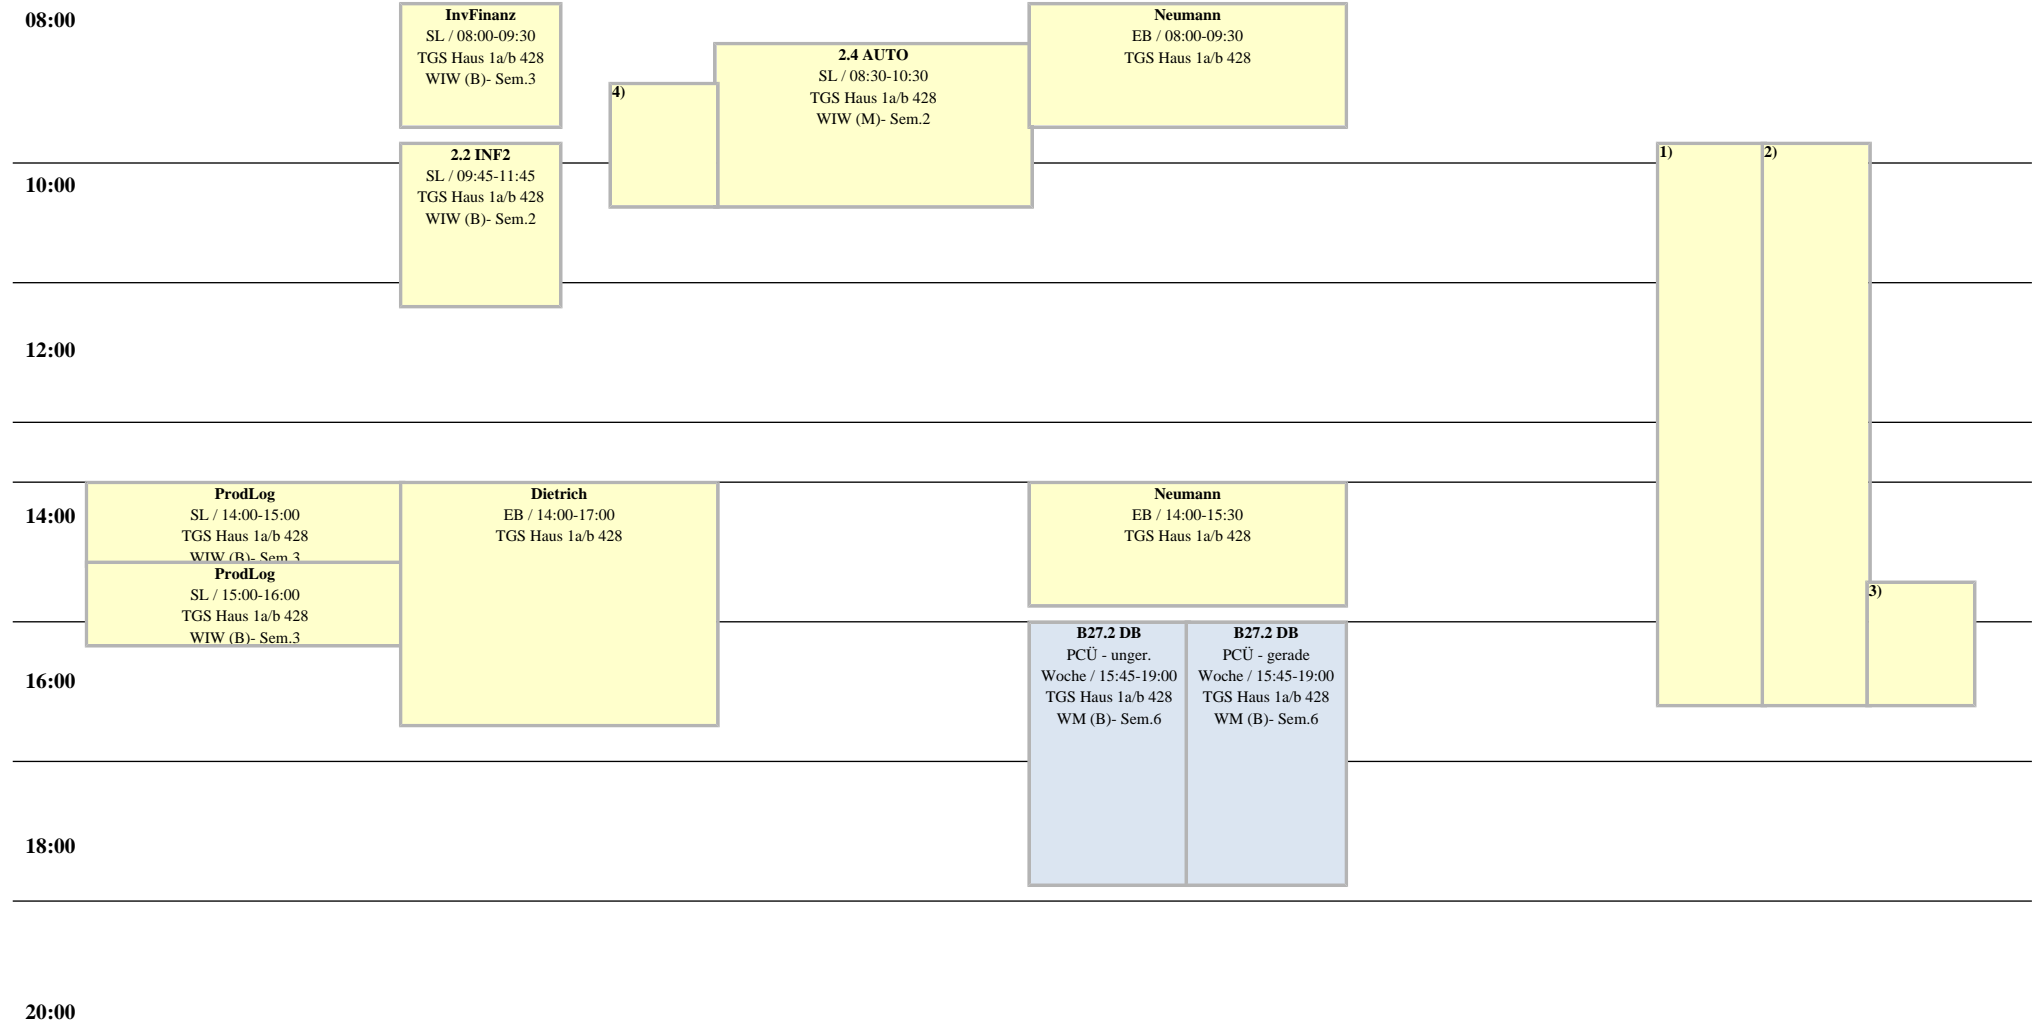 08:00
InvFinanz
SL / 08:00-09:30
TGS Haus 1a/b 428
WIW (B)- Sem.3
2.4 AUTO
SL / 08:30-10:30
TGS Haus 1a/b 428
WIW (M)- Sem.2
Neumann
EB / 08:00-09:30
TGS Haus 1a/b 428
4)
2.2 INF2
SL / 09:45-11:45
TGS Haus 1a/b 428
WIW (B)- Sem.2
1)
2)
10:00
12:00
14:00
ProdLog
SL / 14:00-15:00
TGS Haus 1a/b 428
WIW (B)- Sem.3
Dietrich
EB / 14:00-17:00
TGS Haus 1a/b 428
Neumann
EB / 14:00-15:30
TGS Haus 1a/b 428
ProdLog
SL / 15:00-16:00
TGS Haus 1a/b 428
WIW (B)- Sem.3
3)
B27.2 DB
PCÜ - unger.
Woche / 15:45-19:00
TGS Haus 1a/b 428
WM (B)- Sem.6
B27.2 DB
PCÜ - gerade
Woche / 15:45-19:00
TGS Haus 1a/b 428
WM (B)- Sem.6
16:00
18:00
20:00